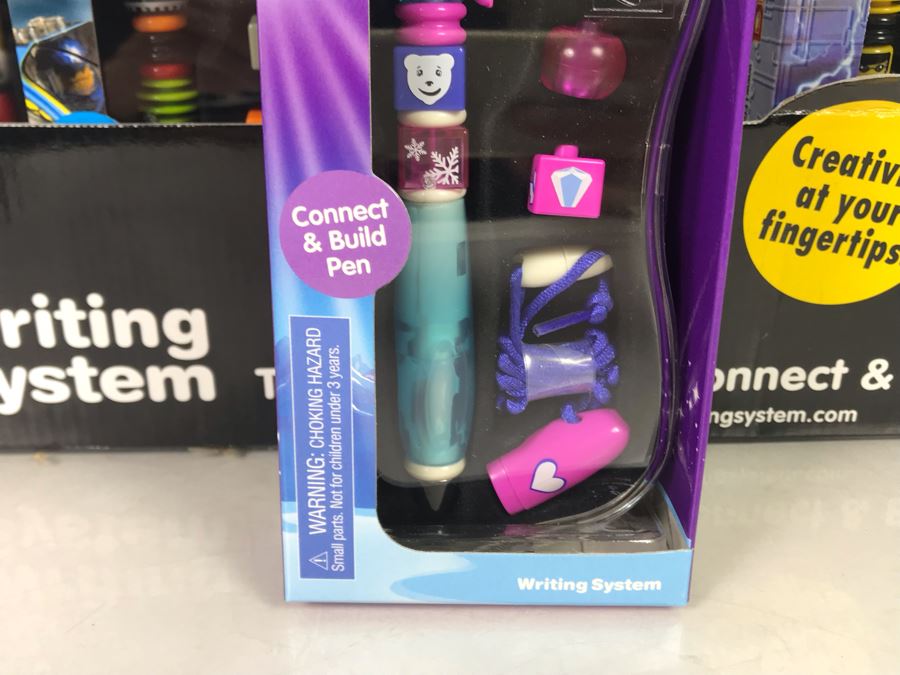 Connect
& Build
Pen
WARNING: CHOKING HAZARD
Small parts. Not for children under 3 years.
Writing System
riting
ystem
Creativi
at your
fingertips
onnect &
ngsystem.com